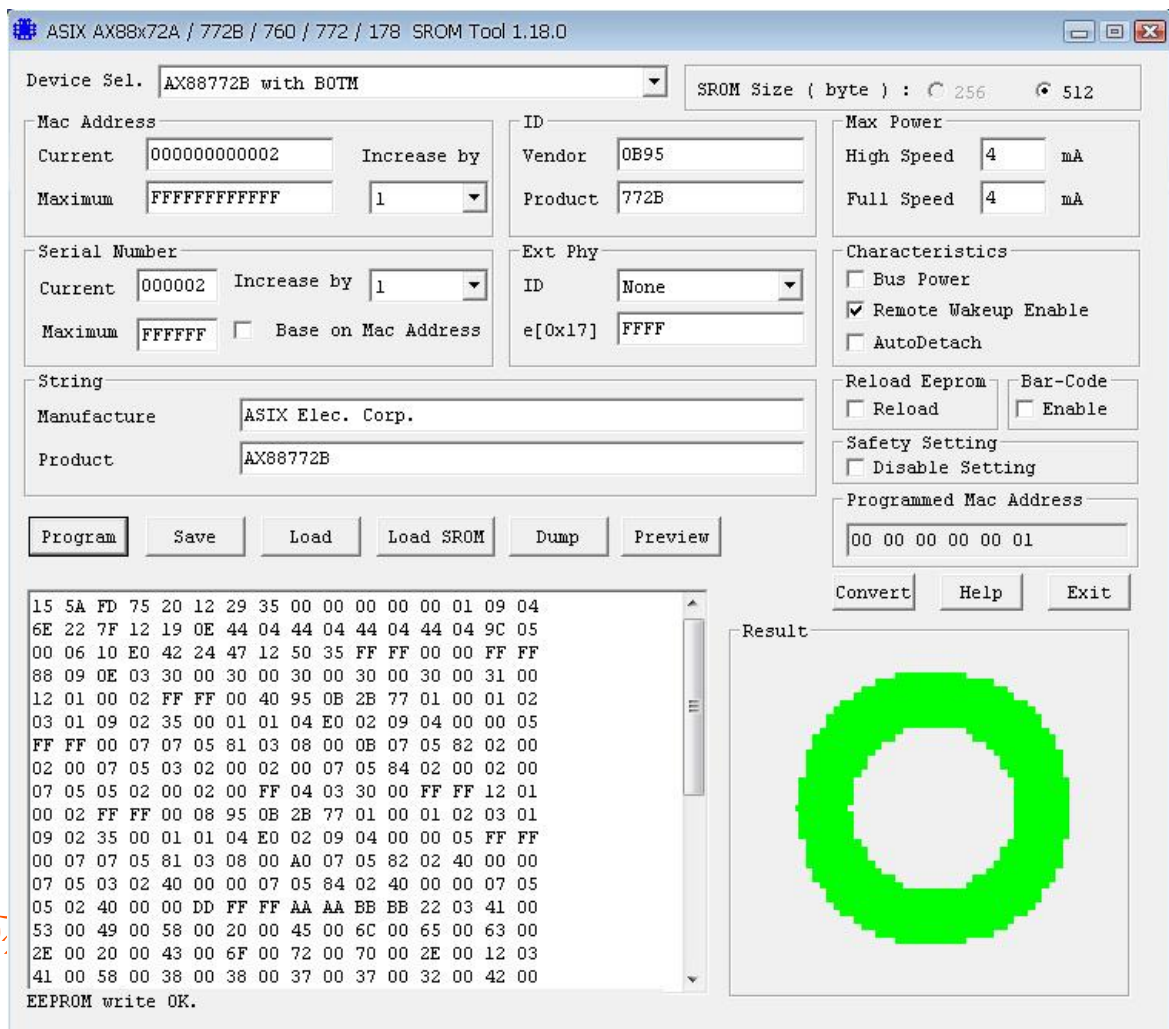 ASIX AX88x72A / 772B / 760 / 772 / 178 SROM Tool 1.18.0
Device Sel. AX88772B with BOTM SROM Size ( byte ) : 256 512
Mac Address ID Max Power
Current 000000000002 Increase by Vendor 0B95 High Speed 4 mA
Maximum FFFFFFFFFFFF 1 Product 772B Full Speed 4 mA
Serial Number Ext Phy Characteristics
Current 000002 Increase by 1 ID None Bus Power
Remote Wakeup Enable
Maximum FFFFFF Base on Mac Address e[0x17] FFFF AutoDetach
String Reload Eeprom Bar-Code
Manufacture ASIX Elec. Corp. Reload Enable
Safety Setting
Product AX88772B Disable Setting
Programmed Mac Address
Program Save Load Load SROM Dump Preview 00 00 00 00 00 01
Convert Help Exit
15 5A FD 75 20 12 29 35 00 00 00 00 00 01 09 04
Result
6E 22 7F 12 19 0E 44 04 44 04 44 04 44 04 9C 05
00 06 10 E0 42 24 47 12 50 35 FF FF 00 00 FF FF
88 09 0E 03 30 00 30 00 30 00 30 00 30 00 31 00
12 01 00 02 FF FF 00 40 95 0B 2B 77 01 00 01 02
03 01 09 02 35 00 01 01 04 E0 02 09 04 00 00 05
FF FF 00 07 07 05 81 03 08 00 0B 07 05 82 02 00
02 00 07 05 03 02 00 02 00 07 05 84 02 00 02 00
07 05 05 02 00 02 00 FF 04 03 30 00 FF FF 12 01
00 02 FF FF 00 08 95 0B 2B 77 01 00 01 02 03 01
09 02 35 00 01 01 04 E0 02 09 04 00 00 05 FF FF
00 07 07 05 81 03 08 00 A0 07 05 82 02 40 00 00
07 05 03 02 40 00 00 07 05 84 02 40 00 00 07 05
05 02 40 00 00 DD FF FF AA AA BB BB 22 03 41 00
53 00 49 00 58 00 20 00 45 00 6C 00 65 00 63 00
2E 00 20 00 43 00 6F 00 72 00 70 00 2E 00 12 03
41 00 58 00 38 00 38 00 37 00 37 00 32 00 42 00
EEPROM write OK.